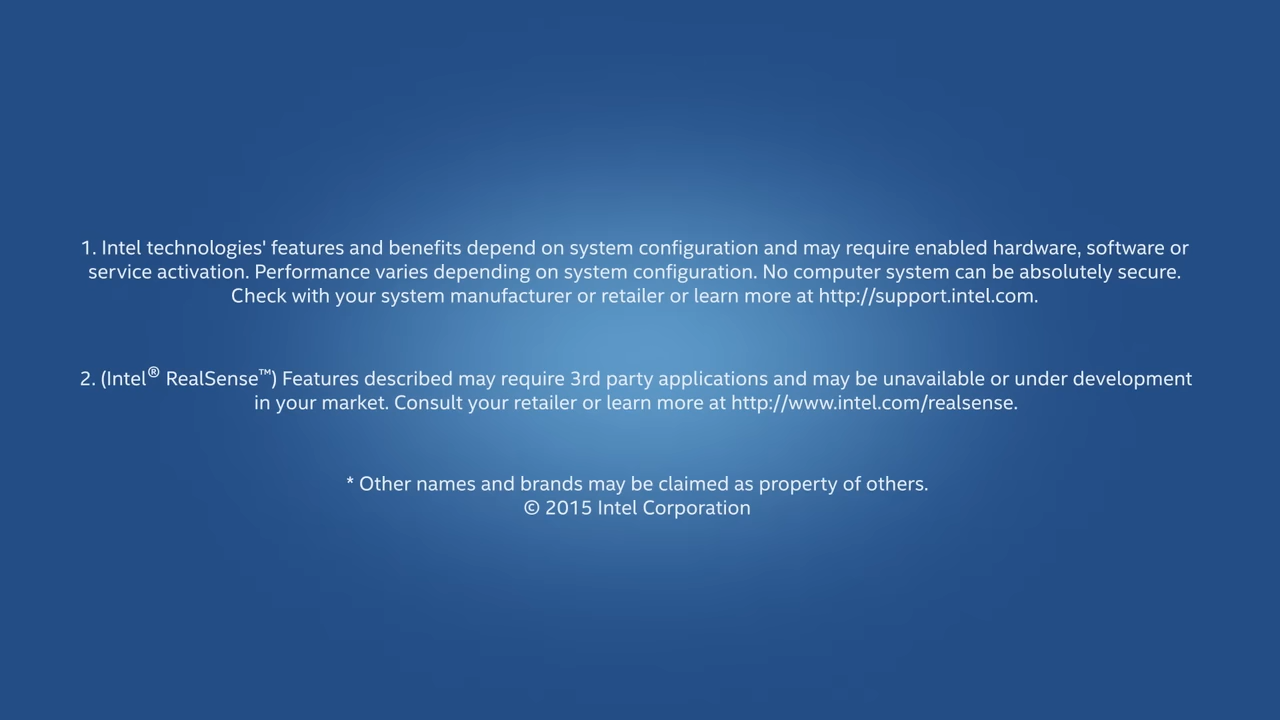 1. Intel technologies' features and benefits depend on system configuration and may require enabled hardware, software or
service activation. Performance varies depending on system configuration. No computer system can be absolutely secure.
Check with your system manufacturer or retailer or learn more at http://support.intel.com.
2. (Intel® RealSense™) Features described may require 3rd party applications and may be unavailable or under development
in your market. Consult your retailer or learn more at http://www.intel.com/realsense.
* Other names and brands may be claimed as property of others.
© 2015 Intel Corporation